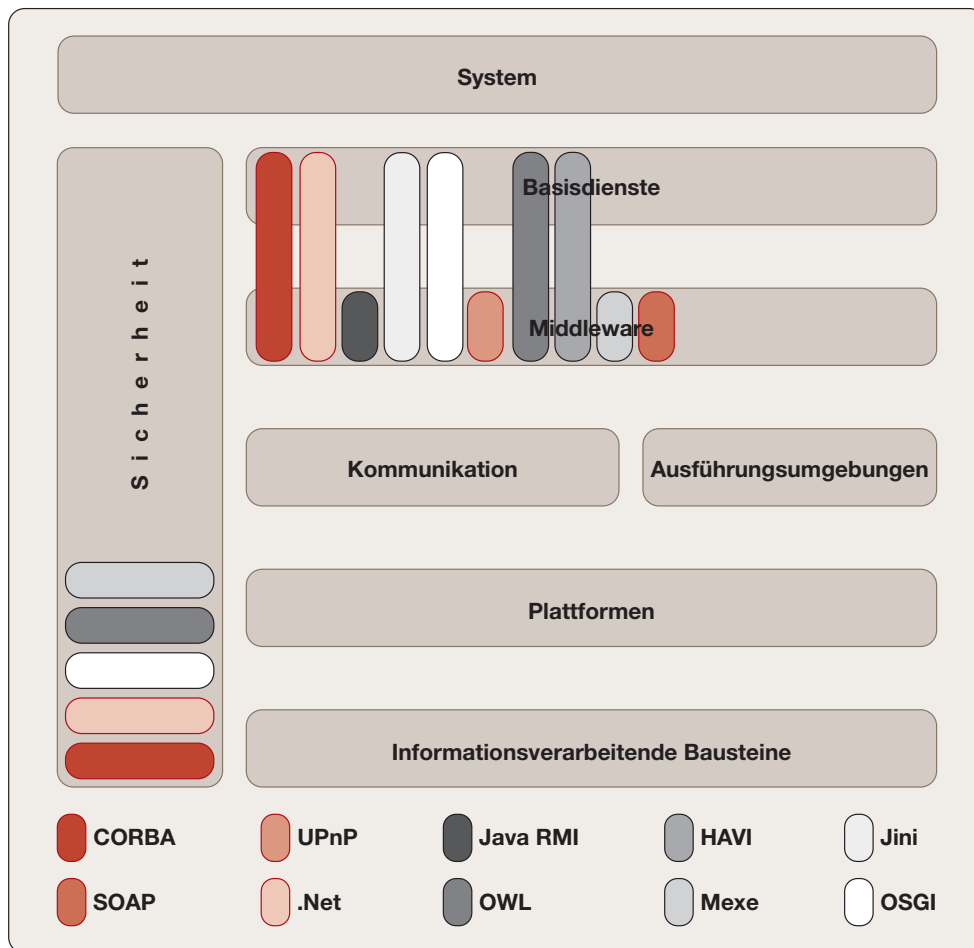 System
Basisdienste
Sicherheit
Middleware
Kommunikation
Ausführungsumgebungen
Plattformen
Informationsverarbeitende Bausteine
CORBA
UPnP
Java RMI
HAVI
Jini
SOAP
.Net
OWL
Mexe
OSGI